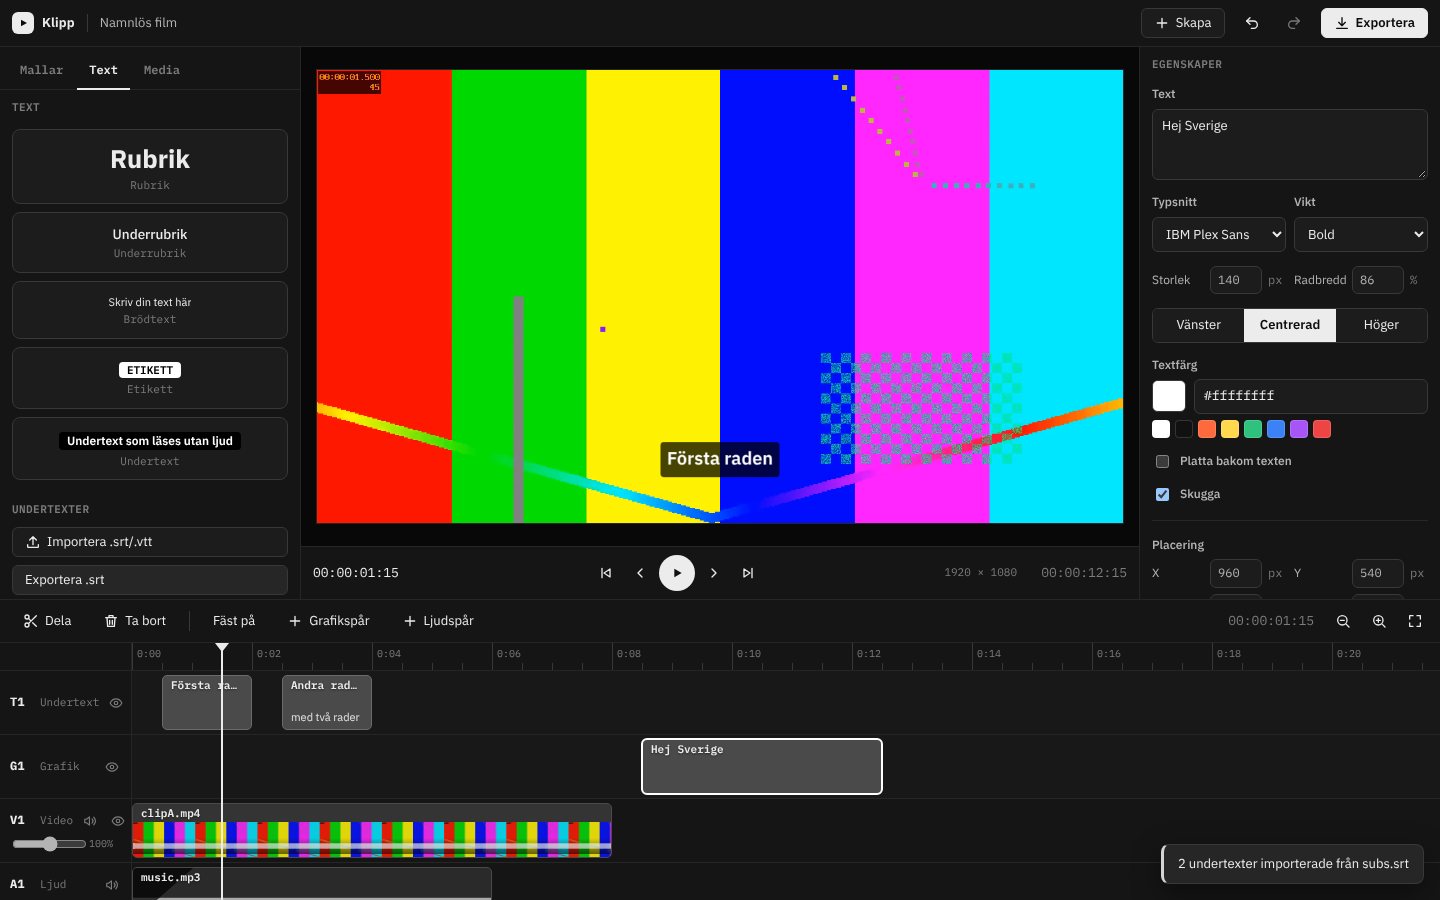 Klipp
Namnlös film
Skapa
Exportera
Mallar
Text
Media
TEXT
Rubrik
Rubrik
Underrubrik
Underrubrik
Skriv din text här
Brödtext
ETIKETT
Etikett
Undertext som läses utan ljud
Undertext
UNDERTEXTER
Importera .srt/.vtt
Exportera .srt
00:00:01.500
45
Första raden
00:00:01:15
1920 × 1080
00:00:12:15
EGENSKAPER
Text
Hej Sverige
Typsnitt
Vikt
IBM Plex Sans
Bold
Storlek
140
px
Radbredd
86
%
Vänster
Centrerad
Höger
Textfärg
#ffffffff
Platta bakom texten
Skugga
Placering
X
960
px
Y
540
px
Dela
Ta bort
Fäst på
Grafikspår
Ljudspår
00:00:01:15
0:00
0:02
0:04
0:06
0:08
0:10
0:12
0:14
0:16
0:18
0:20
T1
Undertext
Första ra…
Andra rad…
med två rader
G1
Grafik
Hej Sverige
V1
Video
100%
clipA.mp4
A1
Ljud
music.mp3
2 undertexter importerade från subs.srt